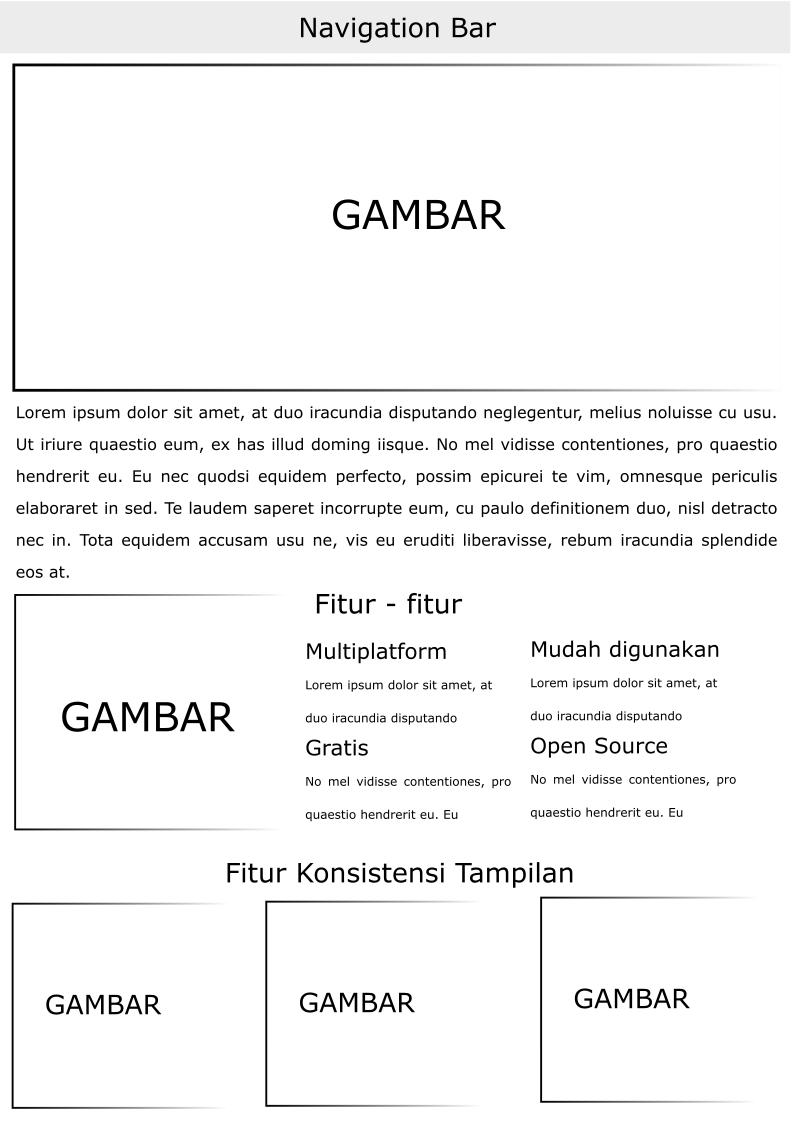 Navigation Bar
GAMBAR
Lorem ipsum dolor sit amet, at duo iracundia disputando neglegentur, melius noluisse cu usu.
Ut iriure quaestio eum, ex has illud doming iisque. No mel vidisse contentiones, pro quaestio
hendrerit eu. Eu nec quodsi equidem perfecto, possim epicurei te vim, omnesque periculis
elaboraret in sed. Te laudem saperet incorrupte eum, cu paulo definitionem duo, nisl detracto
nec in. Tota equidem accusam usu ne, vis eu eruditi liberavisse, rebum iracundia splendide
eos at.
GAMBAR
Fitur - fitur
Multiplatform
Lorem ipsum dolor sit amet, at
duo iracundia disputando
Mudah digunakan
Lorem ipsum dolor sit amet, at
duo iracundia disputando
Gratis
No mel vidisse contentiones, pro
quaestio hendrerit eu. Eu
Open Source
No mel vidisse contentiones, pro
quaestio hendrerit eu. Eu
Fitur Konsistensi Tampilan
GAMBAR
GAMBAR
GAMBAR